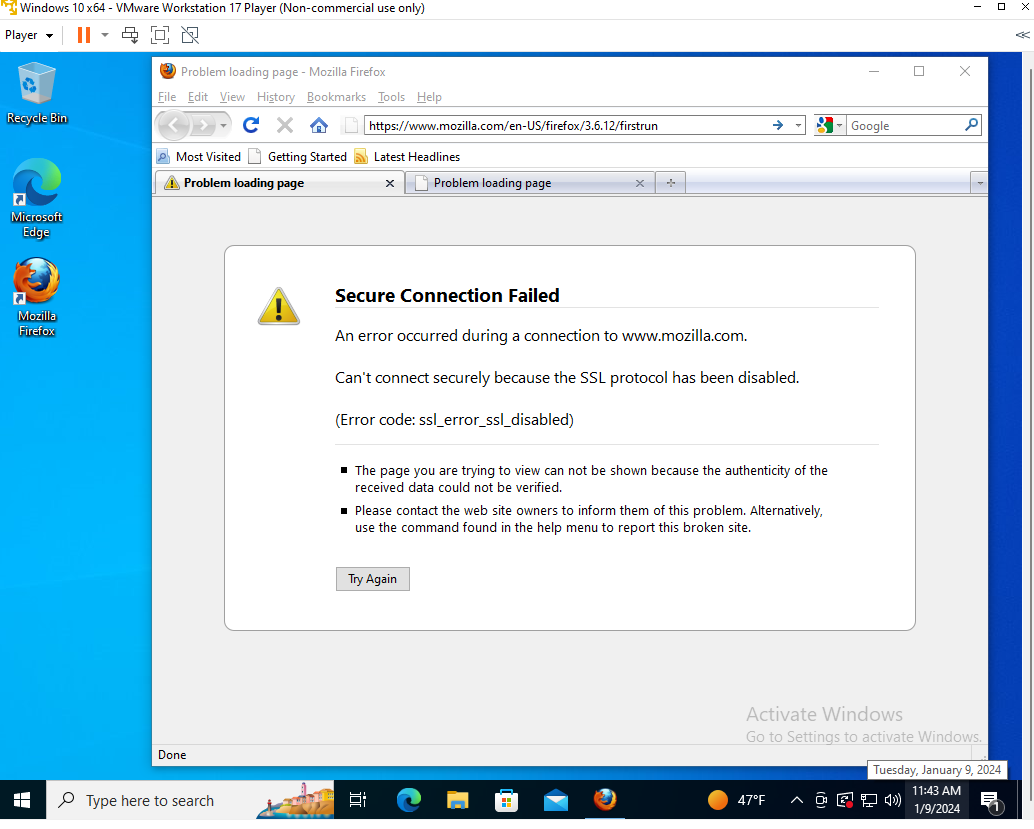 Windows 10 x64 - VMware Workstation 17 Player (Non-commercial use only)
Player
Recycle Bin
Microsoft
Edge
Mozilla
Firefox
Problem loading page - Mozilla Firefox
File Edit View History Bookmarks Tools Help
https://www.mozilla.com/en-US/firefox/3.6.12/firstrun
Google
Most Visited Getting Started Latest Headlines
Problem loading page Problem loading page
Secure Connection Failed
An error occurred during a connection to www.mozilla.com.
Can't connect securely because the SSL protocol has been disabled.
(Error code: ssl_error_ssl_disabled)
The page you are trying to view can not be shown because the authenticity of the
received data could not be verified.
Please contact the web site owners to inform them of this problem. Alternatively,
use the command found in the help menu to report this broken site.
Try Again
Activate Windows
Go to Settings to activate Windows.
Done
Tuesday, January 9, 2024
Type here to search
47°F
11:43 AM
1/9/2024
1